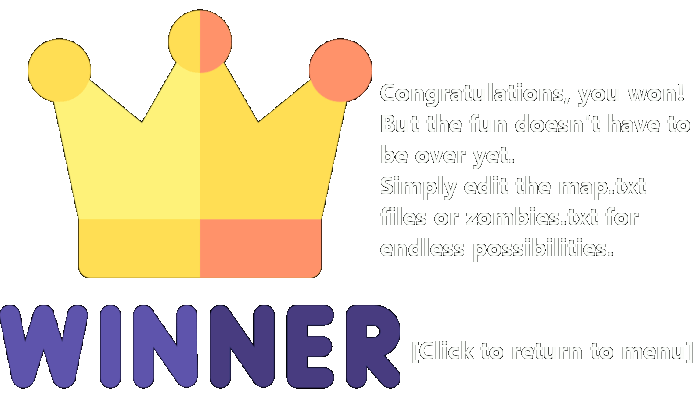 Congratulations, you won!
But the fun doesn't have to
be over yet.
Simply edit the map.txt
files or zombies.txt for
endless possibilities.
WINNER
[Click to return to menu]